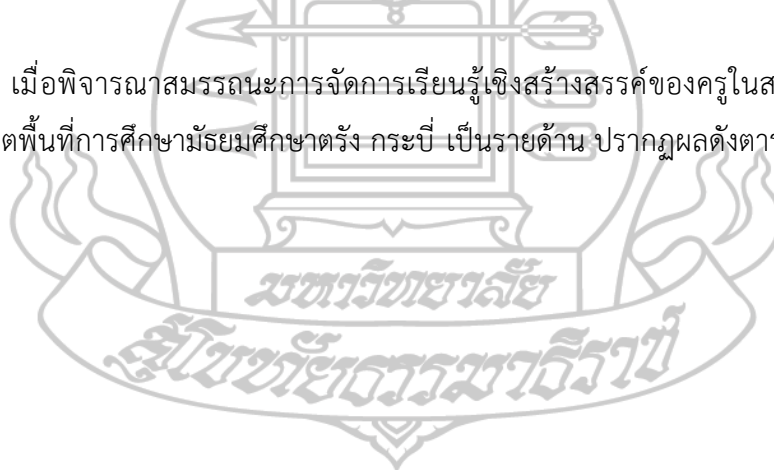 เมื่อพิจารณาสมรรถนะการจัดการเรียนรู้เชิงสร้างสรรค์ของครูในส
ตพื้นที่การศึกษามัธยมศึกษาตรัง กระบี่ เป็นรายด้าน ปรากฏผลดังตาร
มหาวิทยาลัย
สุโขทัยธรรมาธิราช